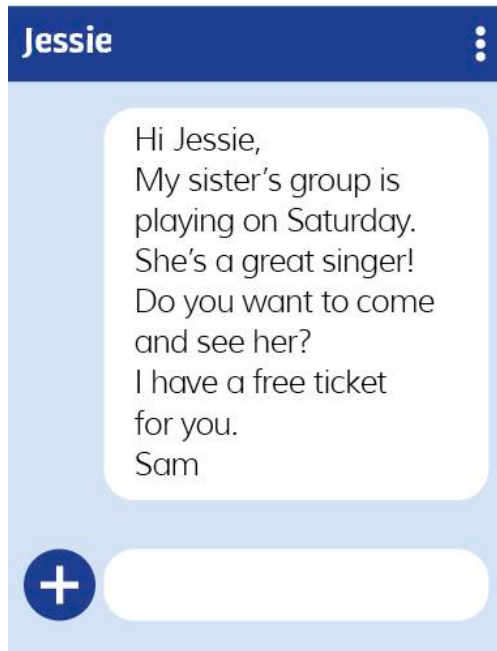 Jessie
Hi Jessie,
My sister's group is
playing on Saturday.
She's a great singer!
Do you want to come
and see her?
I have a free ticket
for you.
Sam